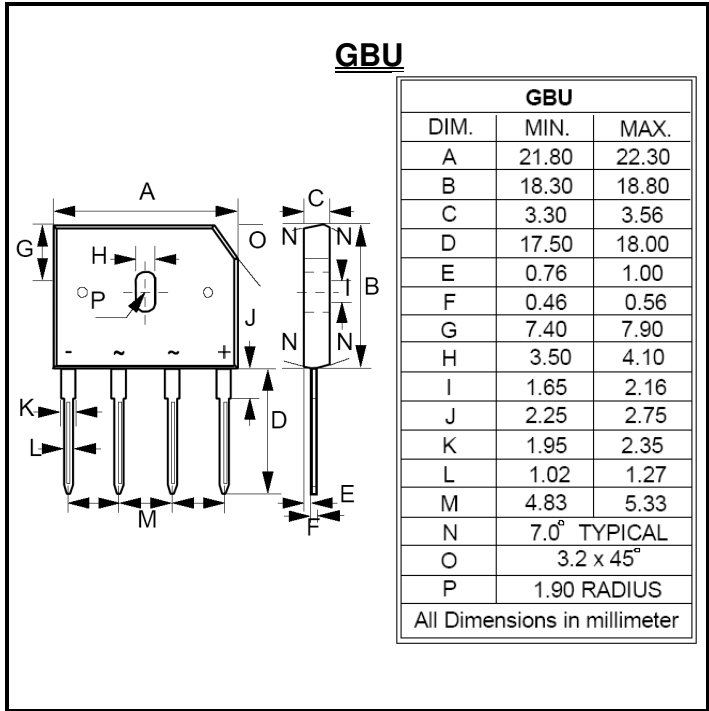 GBU
GBU
DIM. MIN. MAX.
A 21.80 22.30
B 18.30 18.80
C 3.30 3.56
D 17.50 18.00
E 0.76 1.00
F 0.46 0.56
G 7.40 7.90
H 3.50 4.10
I 1.65 2.16
J 2.25 2.75
K 1.95 2.35
L 1.02 1.27
M 4.83 5.33
N 7.0° TYPICAL
O 3.2 x 45°
P 1.90 RADIUS
All Dimensions in millimeter
A
C
G
O
N N
H
I
B
P
J
N N
- ~ ~ +
K
D
L
E
M
F